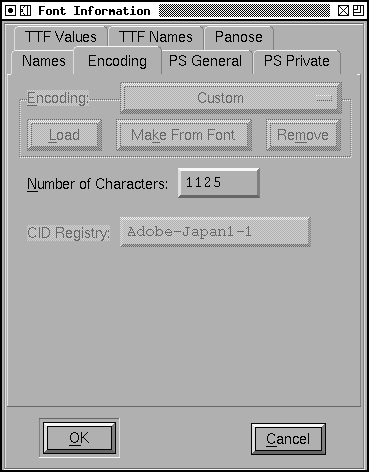 Font Information
TTF Values TTF Names Panose
Names Encoding PS General PS Private
Encoding: Custom
Load Make From Font Remove
Number of Characters: 1125
CID Registry: Adobe-Japan1-1
OK Cancel